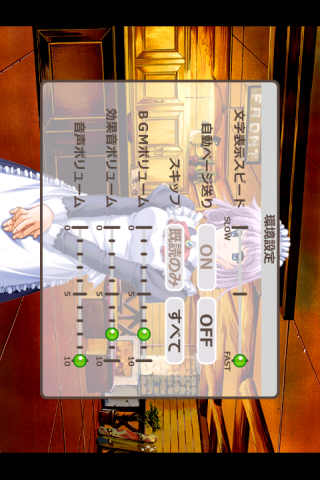 環境設定
文字表示スピード
SLOW
FAST
自動ページ送り
ON
OFF
スキップ
既読のみ
すべて
BGMボリューム
0 5 10
効果音ボリューム
0 5 10
音声ボリューム
0 5 10
FRONT